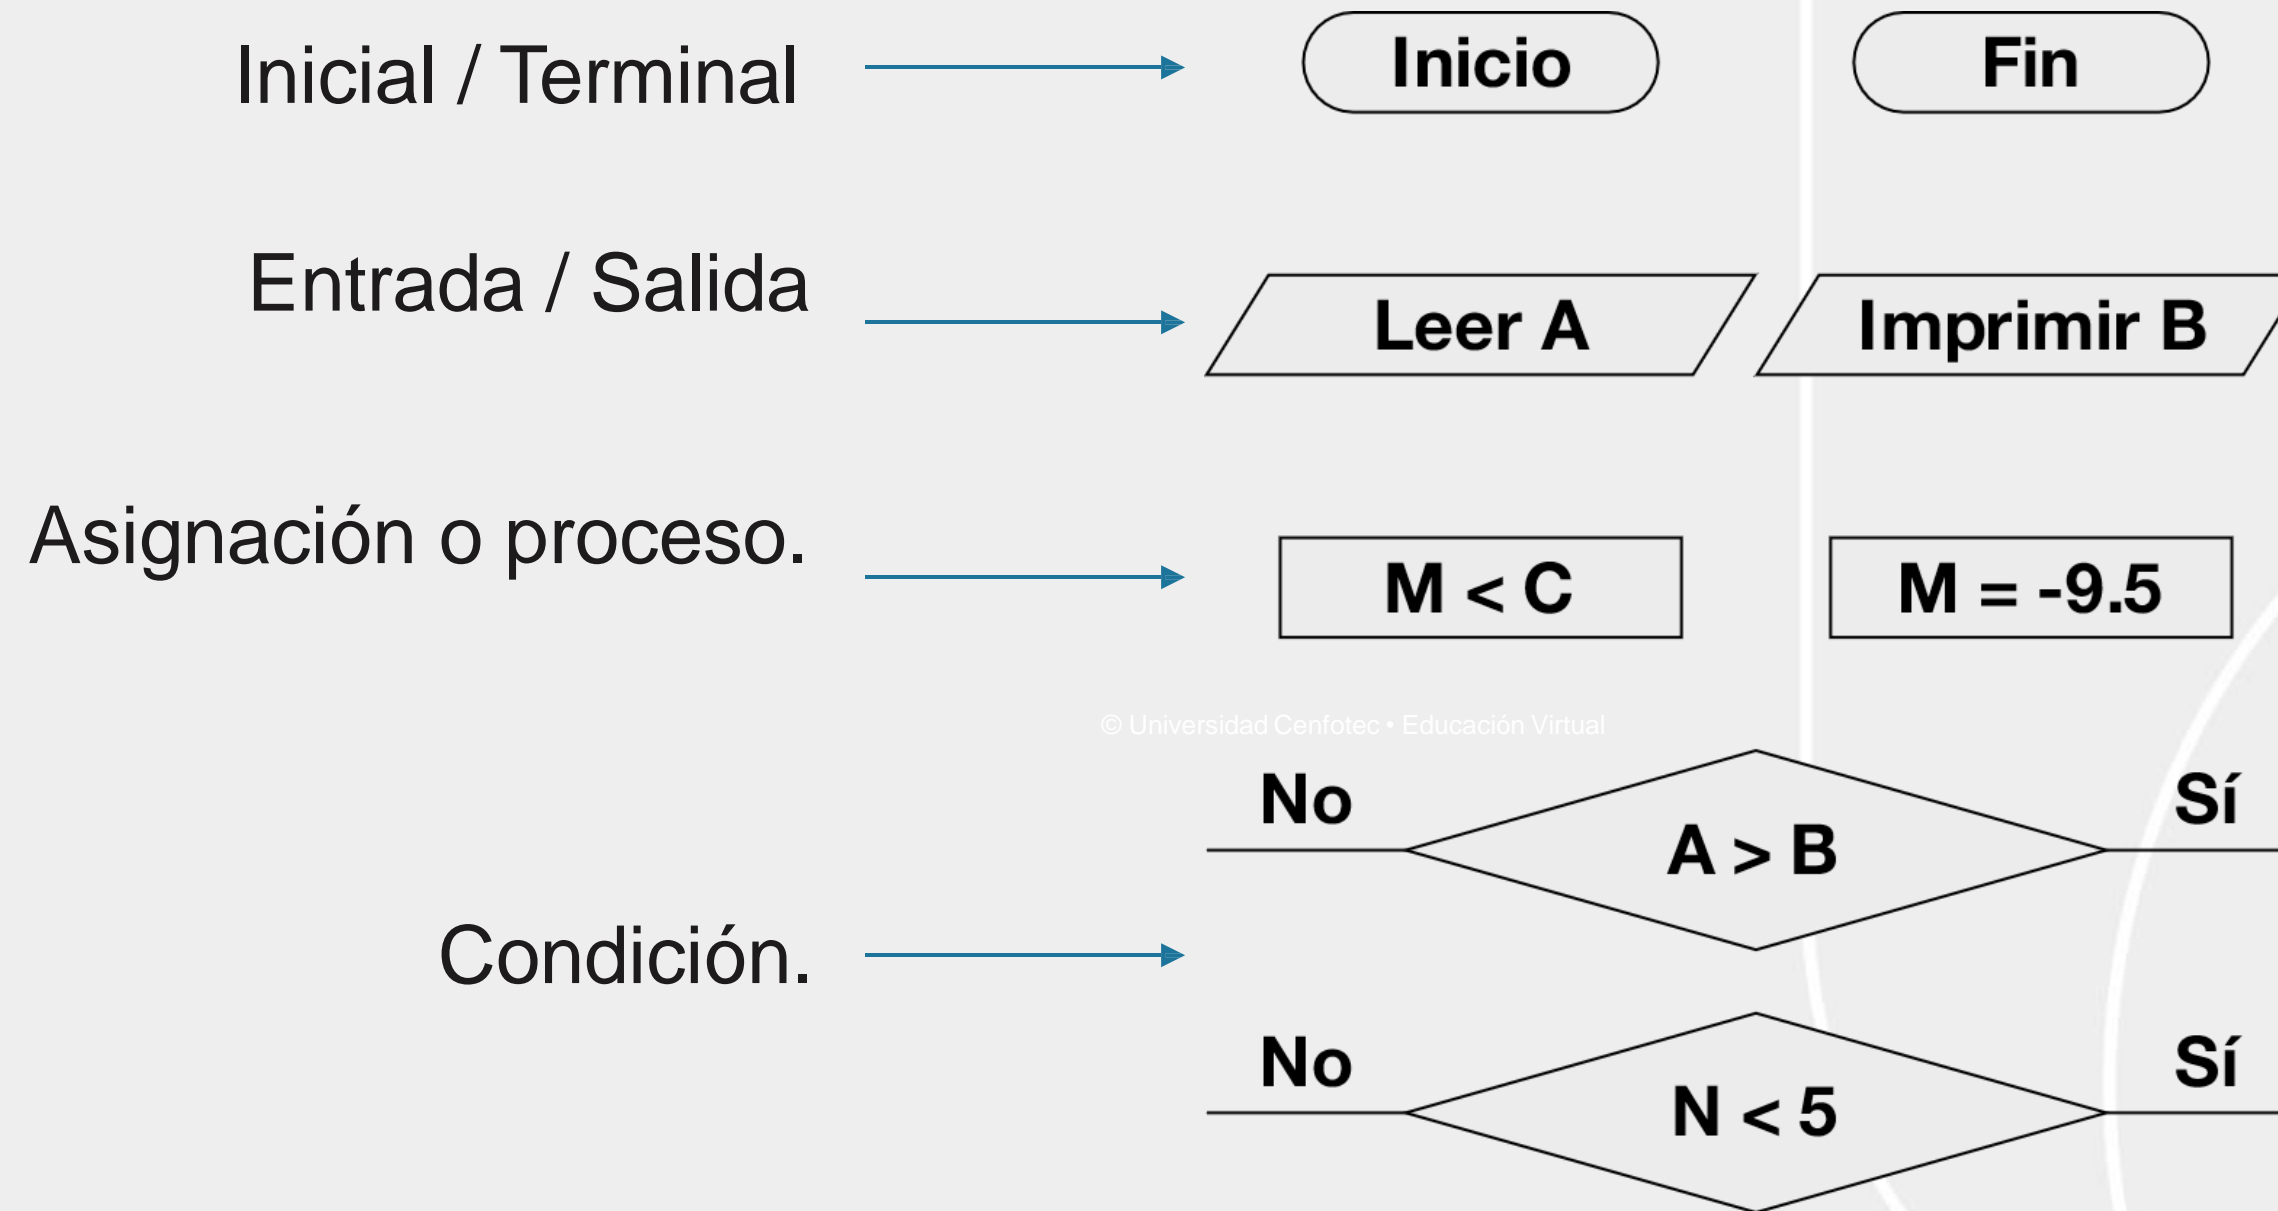 Inicial / Terminal
Inicio
Fin
Entrada / Salida
Leer A
Imprimir B
Asignación o proceso.
M < C
M = -9.5
© Universidad Cenfotec • Educación Virtual
No
A > B
Sí
Condición.
No
N < 5
Sí